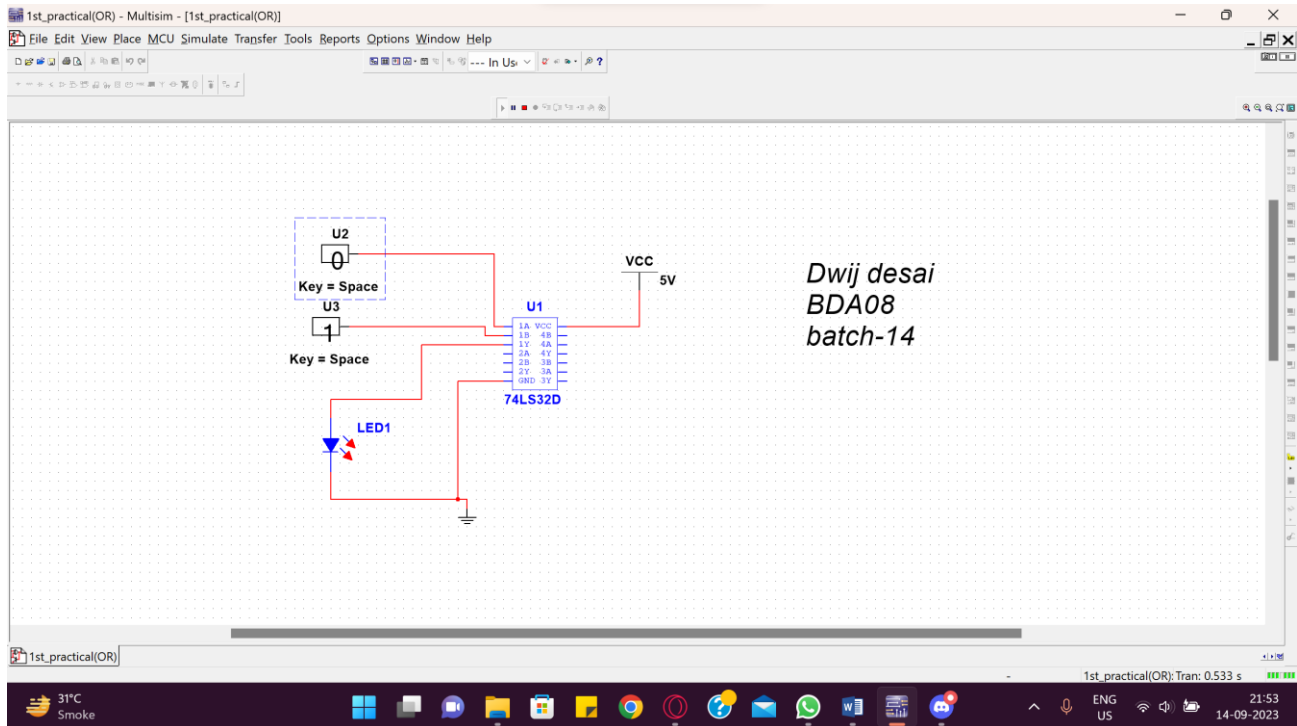 1st_practical(OR) - Multisim - [1st_practical(OR)]
File Edit View Place MCU Simulate Transfer Tools Reports Options Window Help
--- In Use
U2
0
Key = Space
U3
1
Key = Space
VCC
5V
U1
1A VCC
1B 4B
1Y 4A
2A 4Y
2B 3B
2Y 3A
GND 3Y
74LS32D
LED1
Dwij desai
BDA08
batch-14
1st_practical(OR)
-
1st_practical(OR): Tran: 0.533 s
31°C
Smoke
ENG
US
21:53
14-09-2023